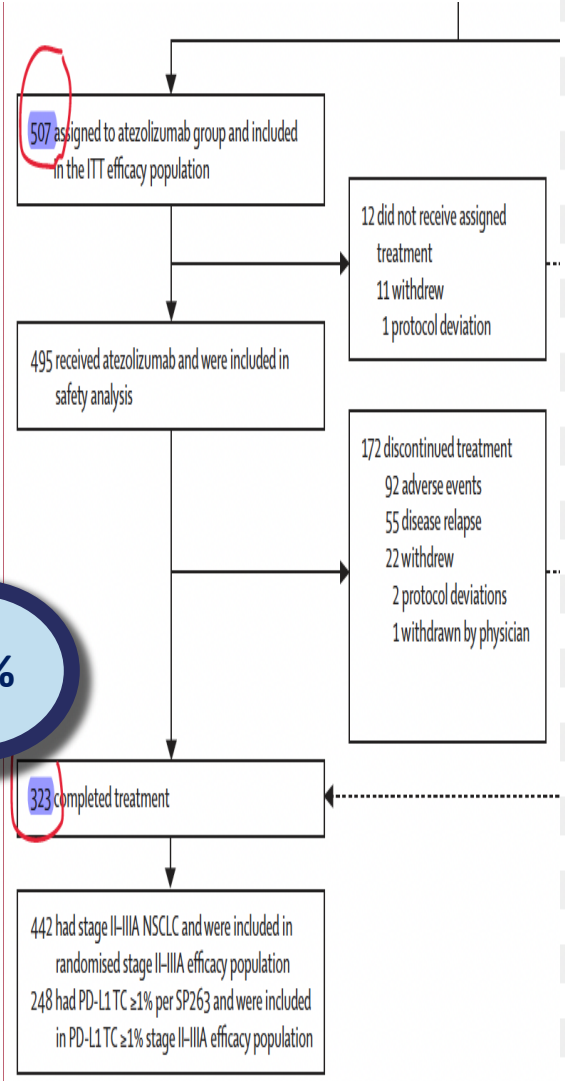 507 assigned to atezolizumab group and included
in the ITT efficacy population
12 did not receive assigned
treatment
11 withdrew
1 protocol deviation
495 received atezolizumab and were included in
safety analysis
172 discontinued treatment
92 adverse events
55 disease relapse
22 withdrew
2 protocol deviations
1 withdrawn by physician
%
323 completed treatment
442 had stage II–IIIA NSCLC and were included in
randomised stage II–IIIA efficacy population
248 had PD-L1 TC ≥1% per SP263 and were included
in PD-L1 TC ≥1% stage II–IIIA efficacy population